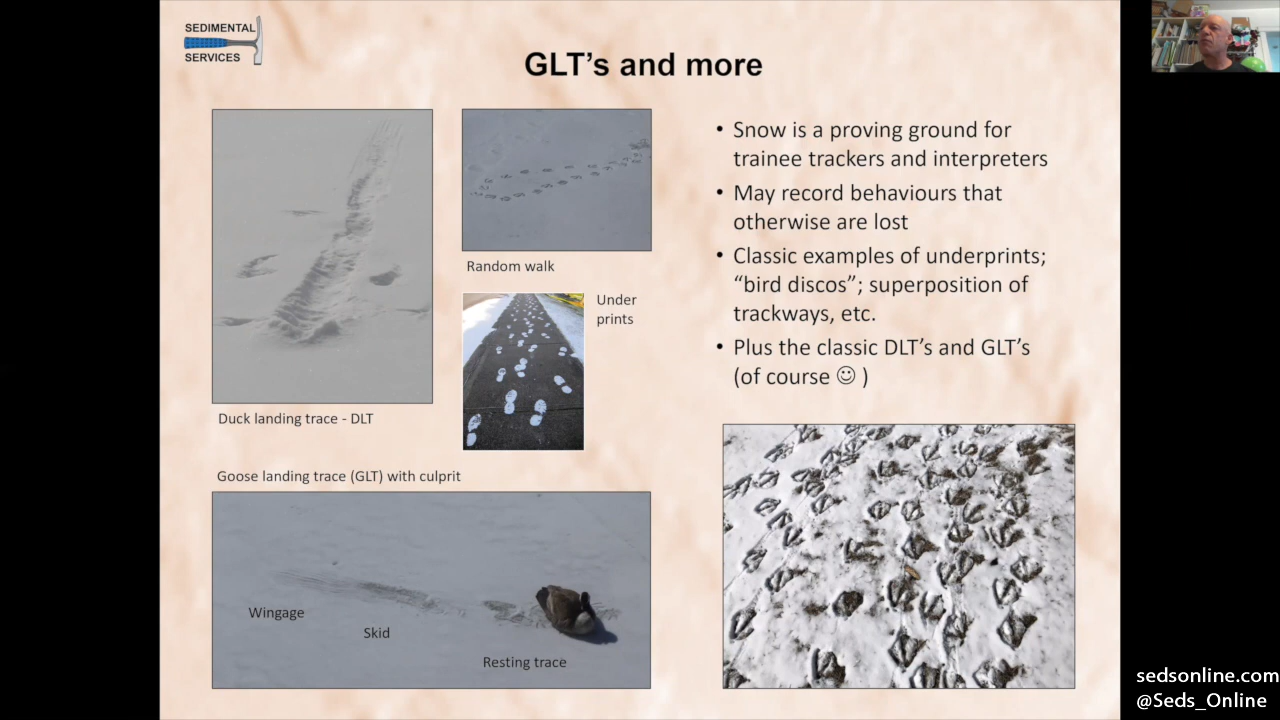 SEDIMENTAL
SERVICES
GLT's and more
Duck landing trace - DLT
Random walk
Under
prints
Goose landing trace (GLT) with culprit
Wingage
Skid
Resting trace
• Snow is a proving ground for
trainee trackers and interpreters
• May record behaviours that
otherwise are lost
• Classic examples of underprints;
“bird discos”; superposition of
trackways, etc.
• Plus the classic DLT’s and GLT’s
(of course ☺ )
sedsonline.com
@Seds_Online